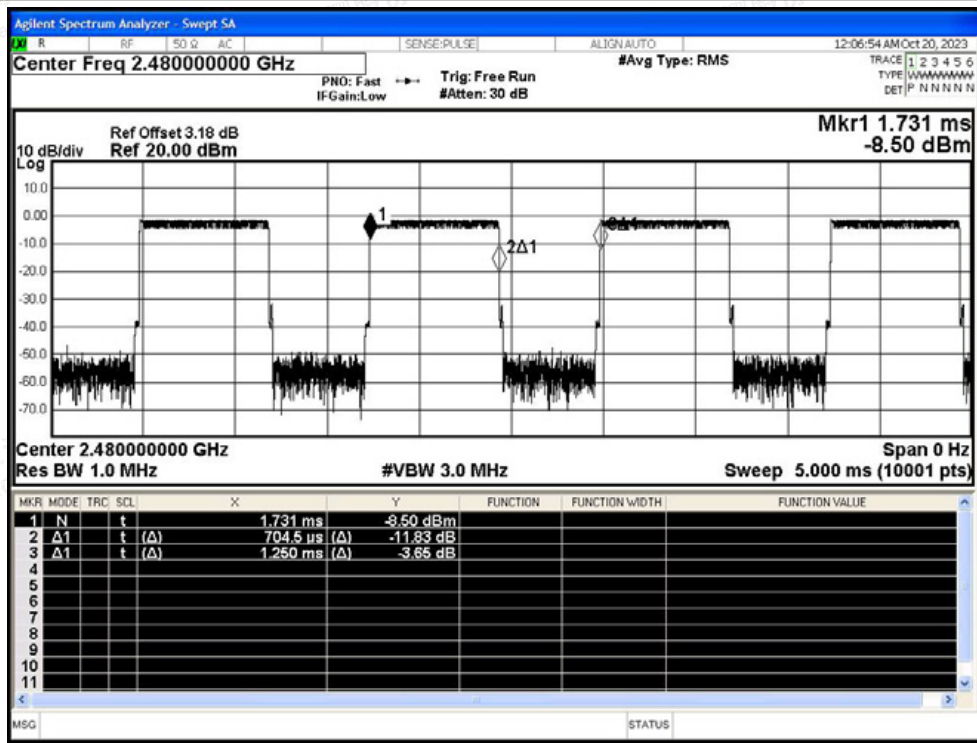 Agilent Spectrum Analyzer - Swept SA
R RF 50 Ω AC SENSE:PULSE ALIGN AUTO 12:06:54 AM Oct 20, 2023
Center Freq 2.480000000 GHz #Avg Type: RMS TRACE 1 2 3 4 5 6
PNO: Fast Trig: Free Run TYPE WWWWWW
IFGain:Low #Atten: 30 dB DET P N N N N N
Mkr1 1.731 ms
-8.50 dBm
Ref Offset 3.18 dB
10 dB/div Ref 20.00 dBm
Log
10.0
0.00
-10.0
-20.0
-30.0
-40.0
-50.0
-60.0
-70.0
1
2Δ1
3Δ1
Center 2.480000000 GHz Span 0 Hz
Res BW 1.0 MHz #VBW 3.0 MHz Sweep 5.000 ms (10001 pts)
MKR MODE TRC SCL X Y FUNCTION FUNCTION WIDTH FUNCTION VALUE
1 N t 1.731 ms -8.50 dBm
2 Δ1 t (Δ) 704.5 µs (Δ) -11.83 dB
3 Δ1 t (Δ) 1.250 ms (Δ) -3.65 dB
4
5
6
7
8
9
10
11
MSG STATUS